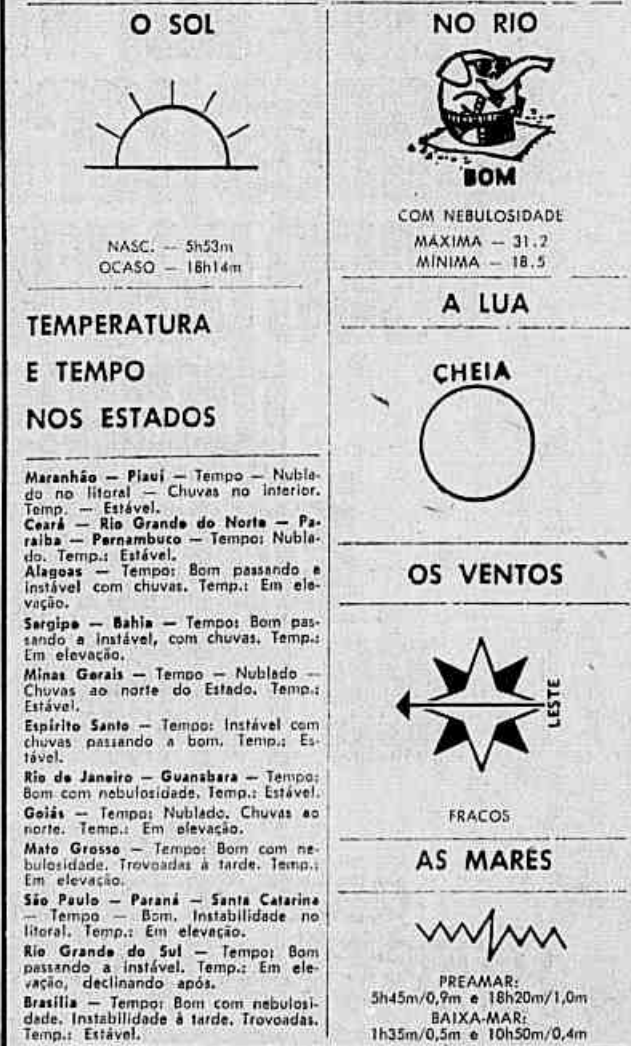 O SOL
NASC. — 5h53m
OCASO — 18h14m
TEMPERATURA
E TEMPO
NOS ESTADOS
Maranhão — Piauí — Tempo — Nubla-
do no litoral — Chuvas no interior.
Temp. — Estável.
Ceará — Rio Grande do Norte — Pa-
raíba — Pernambuco — Tempo: Nubla-
do. Temp.: Estável.
Alagoas — Tempo: Bom passando a
instável com chuvas. Temp.: Em ele-
vação.
Sergipe — Bahia — Tempo: Bom pas-
sando a instável, com chuvas. Temp.:
Em elevação.
Minas Gerais — Tempo — Nublado —
Chuvas ao norte do Estado. Temp.:
Estável.
Espírito Santo — Tempo: Instável com
chuvas passando a bom. Temp.: Es-
tável.
Rio de Janeiro — Guanabara — Tempo:
Bom com nebulosidade. Temp.: Estável.
Goiás — Tempo: Nublado. Chuvas ao
norte. Temp.: Em elevação.
Mato Grosso — Tempo: Bom com ne-
bulosidade. Trovoadas à tarde. Temp.:
Em elevação.
São Paulo — Paraná — Santa Catarina
— Tempo — Bom. Instabilidade no
litoral. Temp.: Em elevação.
Rio Grande do Sul — Tempo: Bom
passando a instável. Temp.: Em ele-
vação, declinando após.
Brasília — Tempo: Bom com nebulosi-
dade. Instabilidade à tarde. Trovoadas.
Temp.: Estável.
NO RIO
BOM
COM NEBULOSIDADE
MÁXIMA — 31.2
MÍNIMA — 18.5
A LUA
CHEIA
OS VENTOS
LESTE
FRACOS
AS MARÉS
PREAMAR:
5h45m/0,9m e 18h20m/1,0m
BAIXA-MAR:
1h35m/0,5m e 10h50m/0,4m